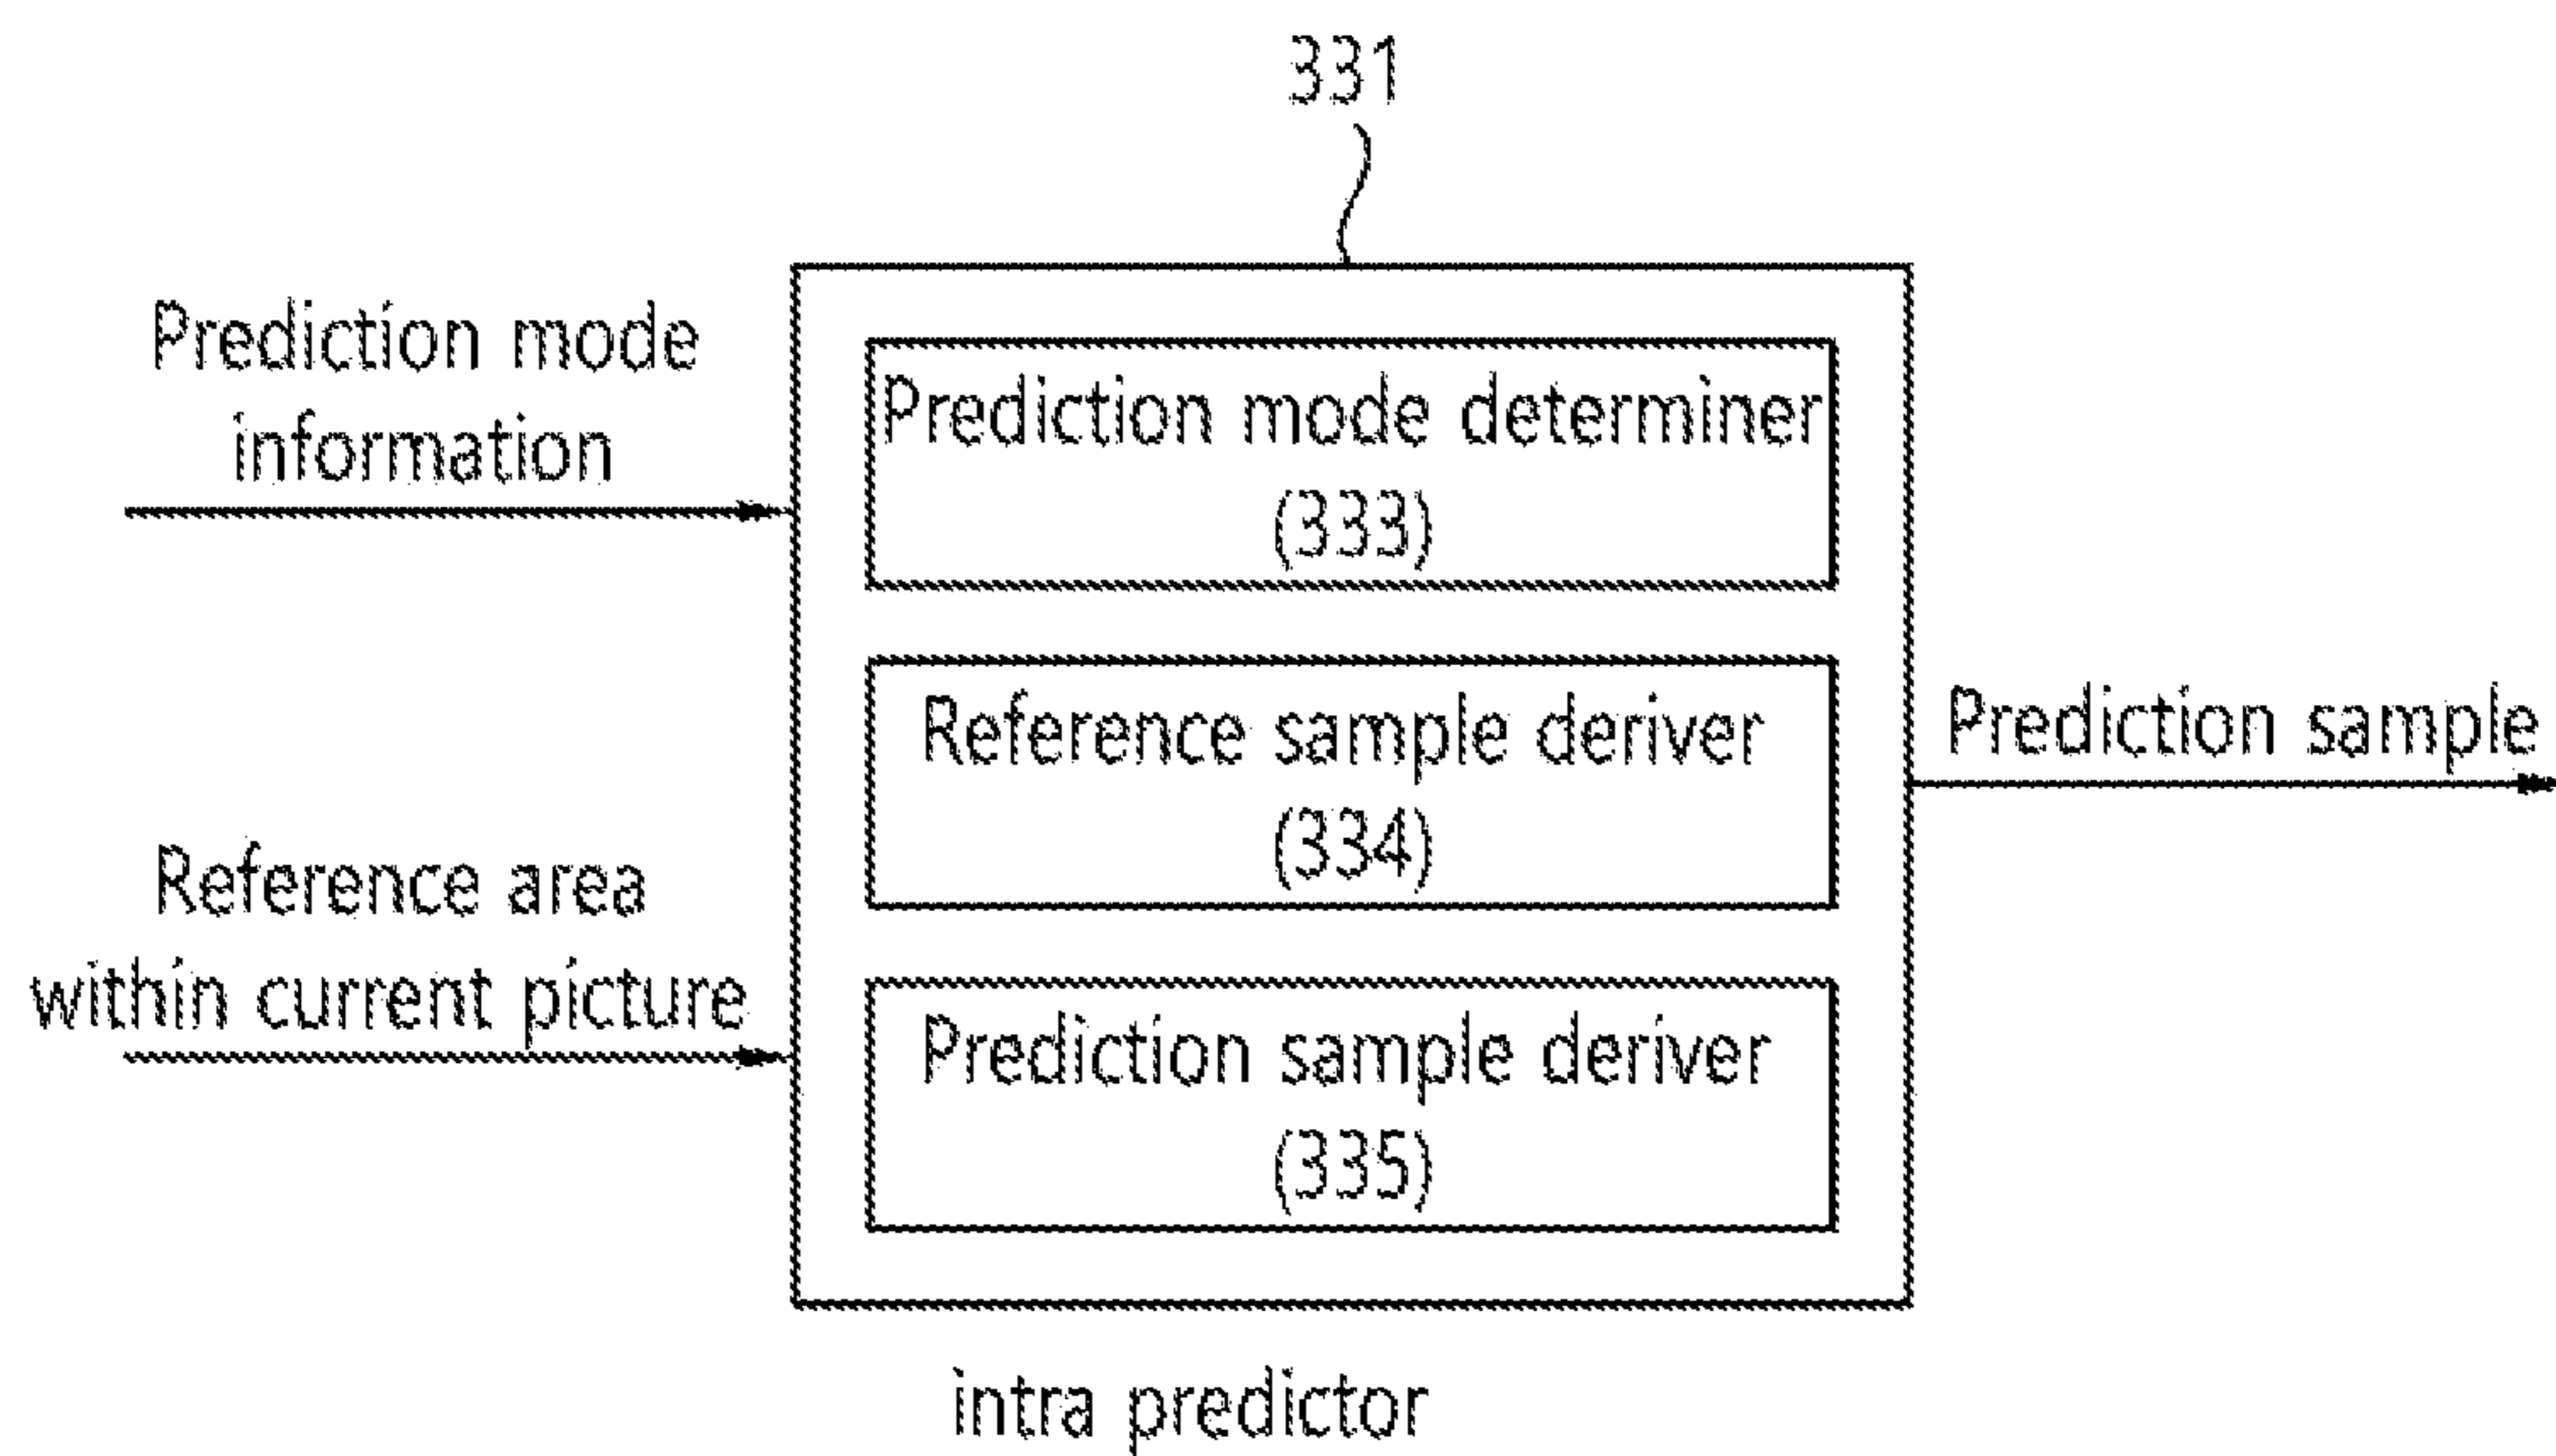 331
Prediction mode
information
Prediction mode determiner
(333)
Reference sample deriver
(334)
Prediction sample
Reference area
within current picture
Prediction sample deriver
(335)
intra predictor